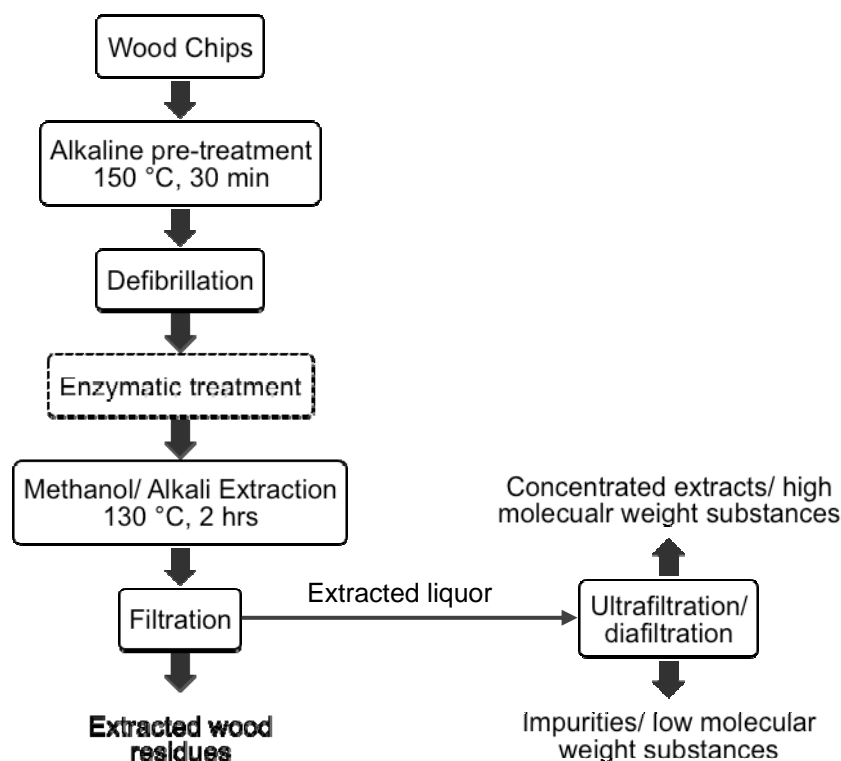 Wood Chips
Alkaline pre-treatment
150 °C, 30 min
Defibrillation
Enzymatic treatment
Methanol/ Alkali Extraction
130 °C, 2 hrs
Filtration
Extracted wood
residues
Extracted liquor
Concentrated extracts/ high
molecualr weight substances
Ultrafiltration/
diafiltration
Impurities/ low molecular
weight substances